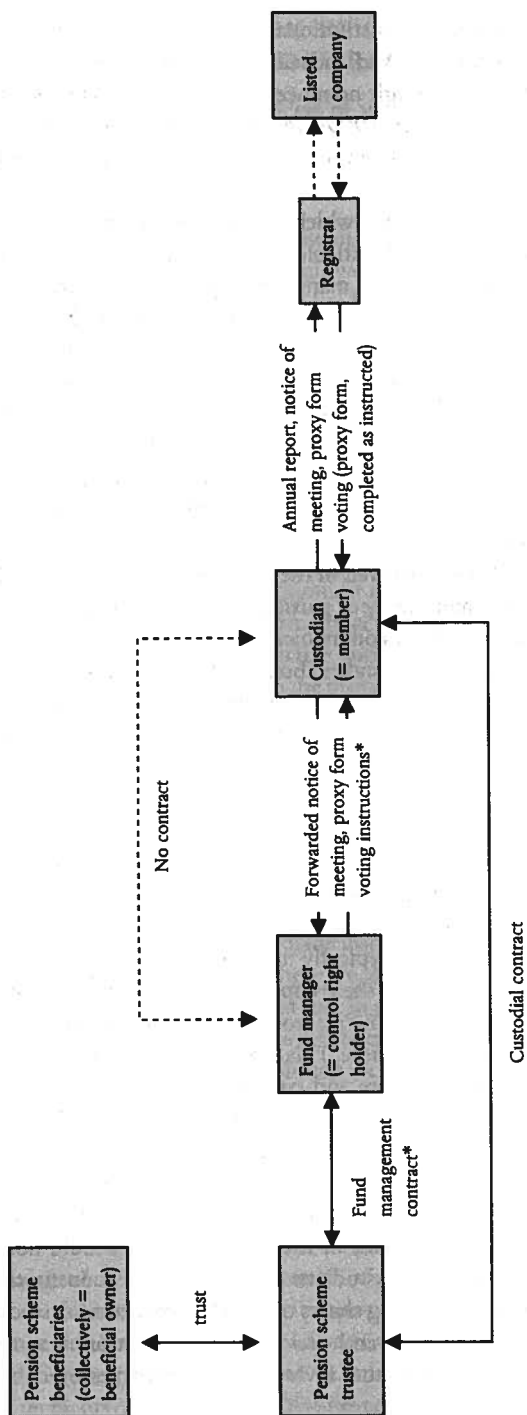 Pension scheme
beneficiaries
(collectively =
beneficial owner)
trust
Pension scheme
trustee
Fund
management
contract*
Fund manager
(= control right
holder)
No contract
Forwarded notice of
meeting, proxy form
voting instructions*
Custodian
(= member)
Annual report, notice of
meeting, proxy form
voting (proxy form,
completed as instructed)
Registrar
Listed
company
Custodial contract